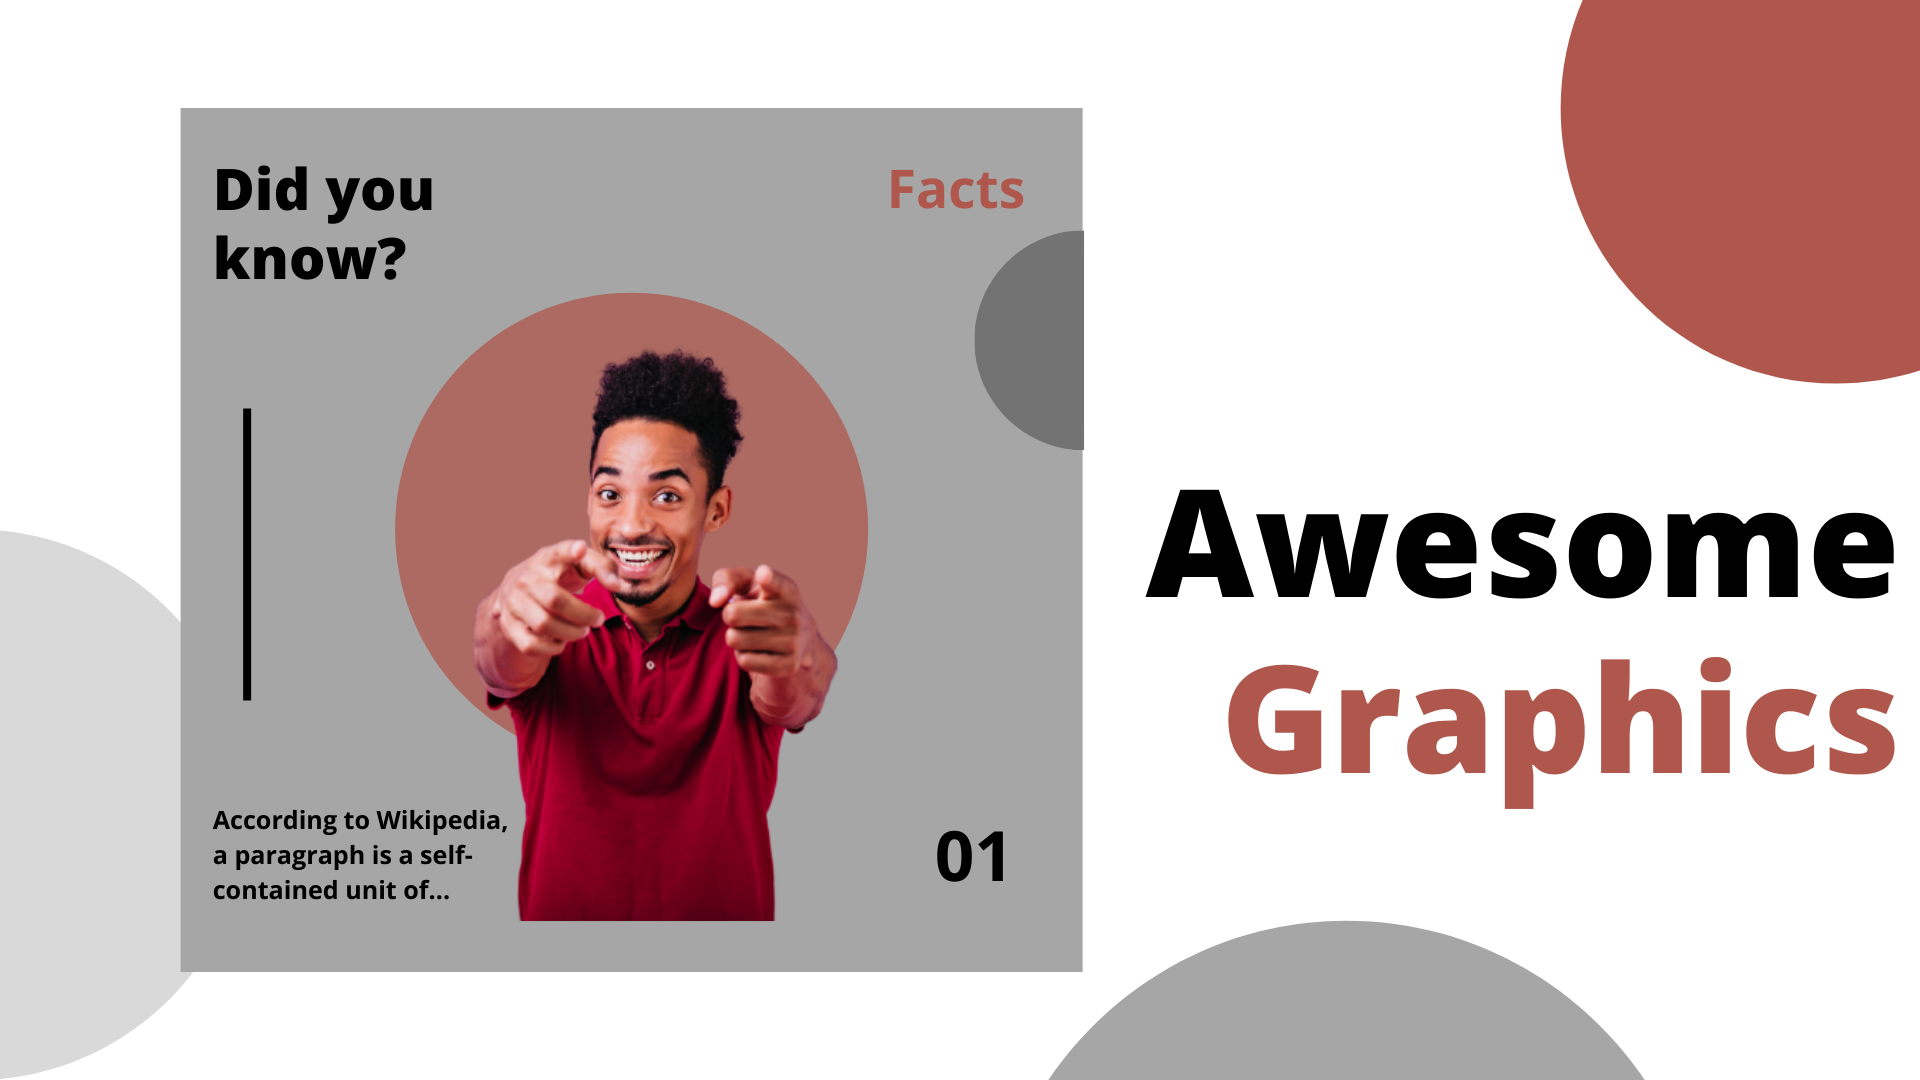 Did you
know?
Facts
According to Wikipedia,
a paragraph is a self-
contained unit of...
01
Awesome
Graphics